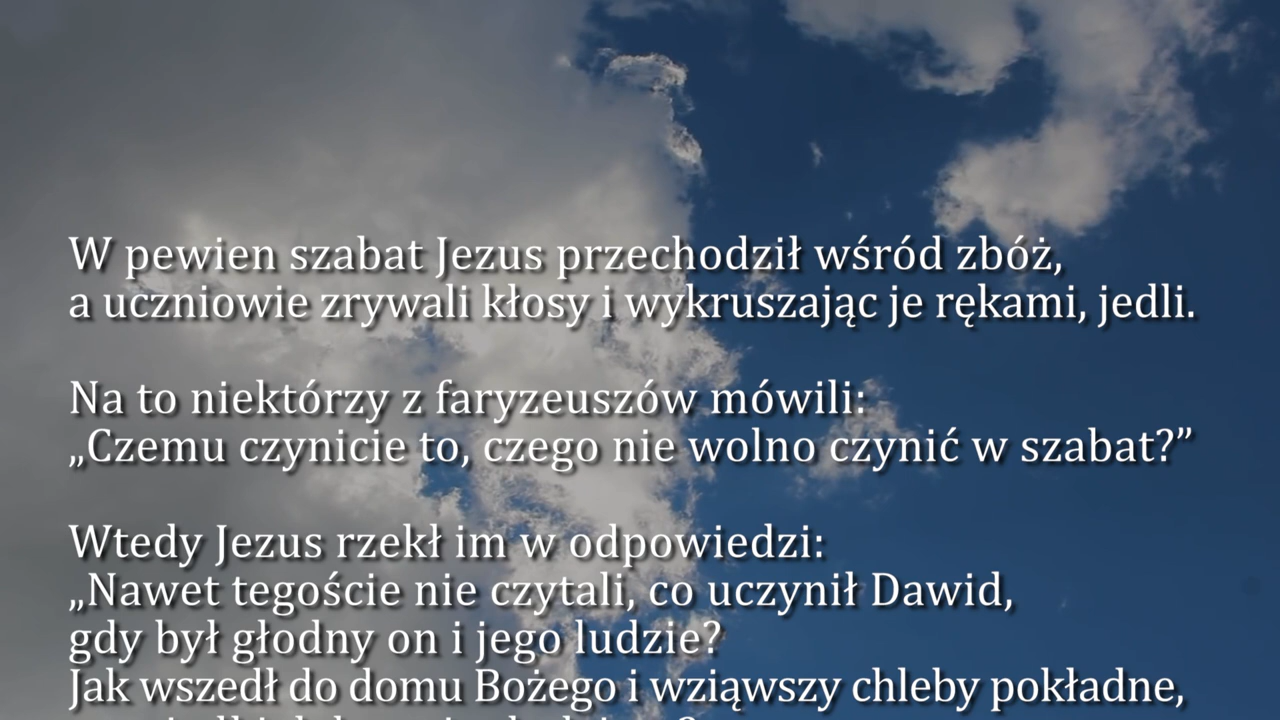 W pewien szabat Jezus przechodził wśród zbóż,
a uczniowie zrywali kłosy i wykruszając je rękami, jedli.
Na to niektórzy z faryzeuszów mówili:
„Czemu czynicie to, czego nie wolno czynić w szabat?”
Wtedy Jezus rzekł im w odpowiedzi:
„Nawet tegoście nie czytali, co uczynił Dawid,
gdy był głodny on i jego ludzie?
Jak wszedł do domu Bożego i wziąwszy chleby pokładne,